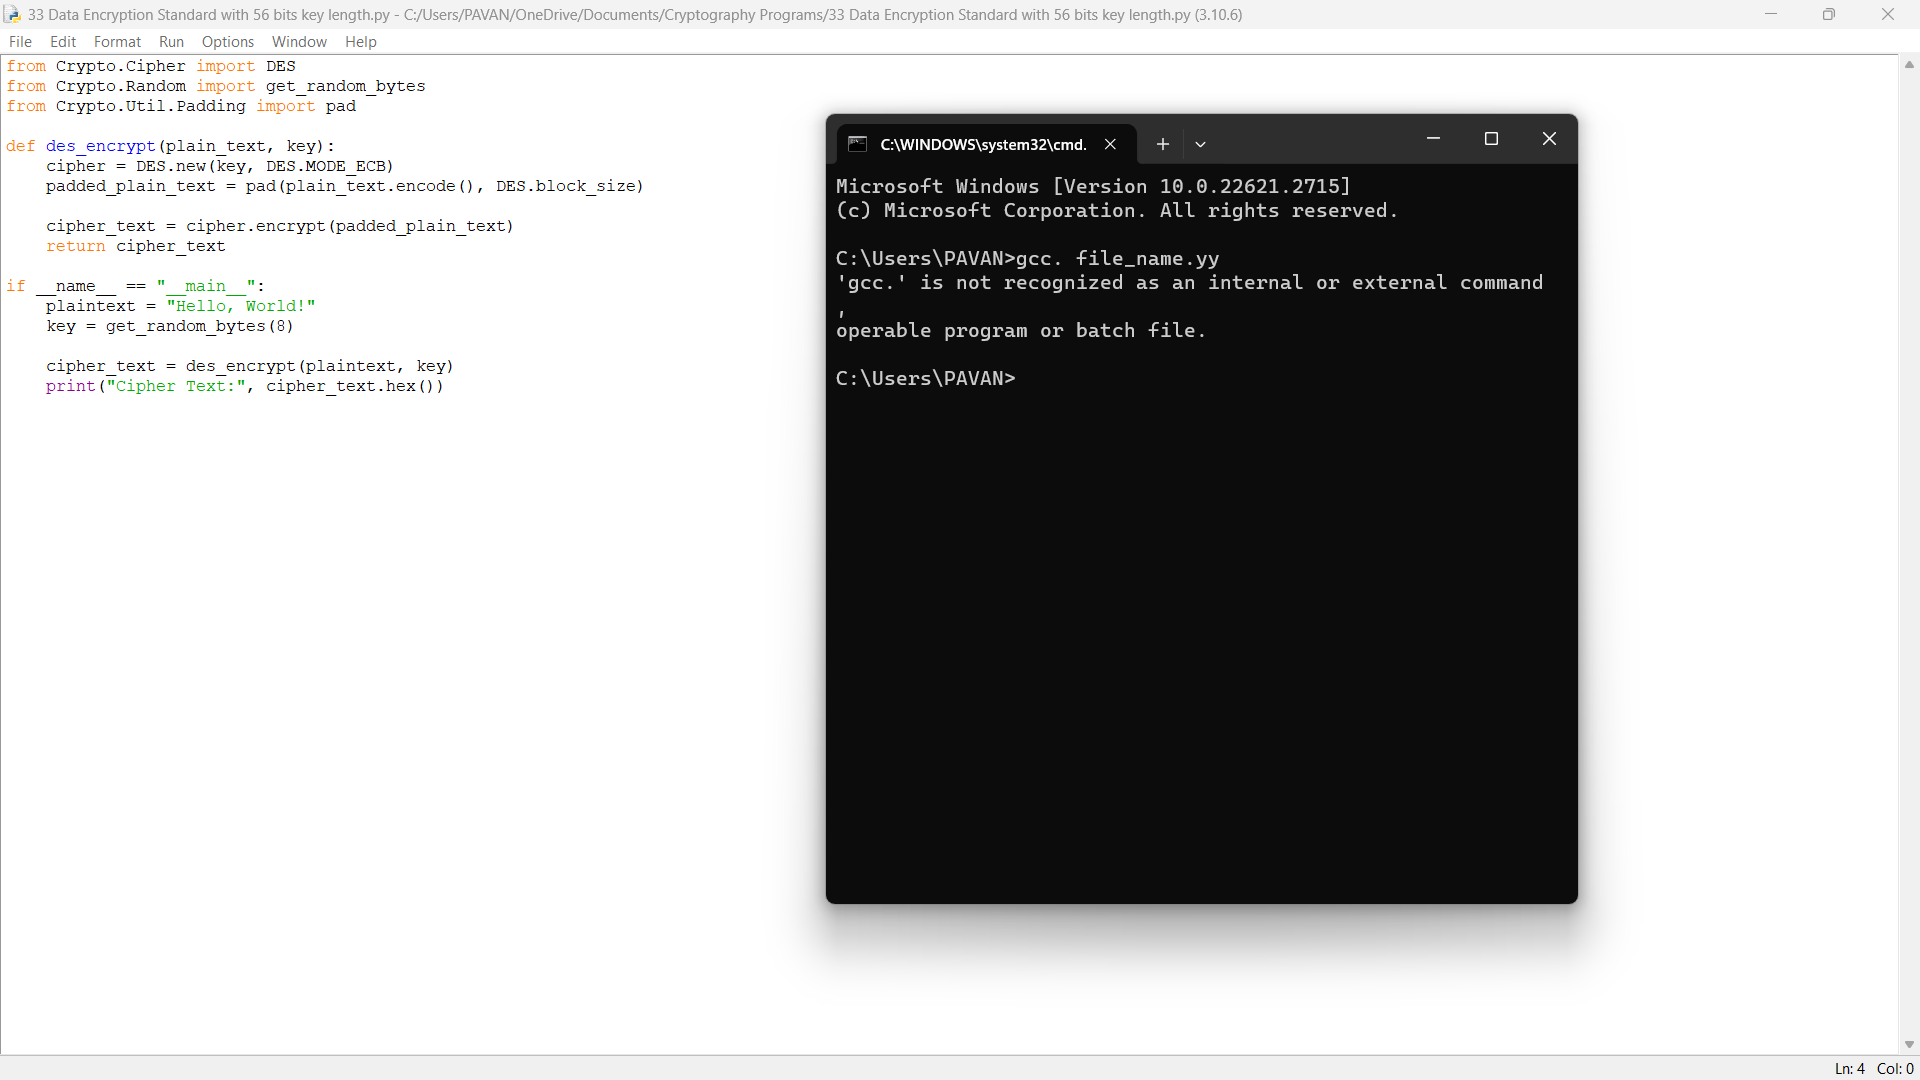 33 Data Encryption Standard with 56 bits key length.py - C:/Users/PAVAN/OneDrive/Documents/Cryptography Programs/33 Data Encryption Standard with 56 bits key length.py (3.10.6)
File Edit Format Run Options Window Help
from Crypto.Cipher import DES
from Crypto.Random import get_random_bytes
from Crypto.Util.Padding import pad
def des_encrypt(plain_text, key):
    cipher = DES.new(key, DES.MODE_ECB)
    padded_plain_text = pad(plain_text.encode(), DES.block_size)
    cipher_text = cipher.encrypt(padded_plain_text)
    return cipher_text
if __name__ == "__main__":
    plaintext = "Hello, World!"
    key = get_random_bytes(8)
    cipher_text = des_encrypt(plaintext, key)
    print("Cipher Text:", cipher_text.hex())
C:\WINDOWS\system32\cmd.
Microsoft Windows [Version 10.0.22621.2715]
(c) Microsoft Corporation. All rights reserved.
C:\Users\PAVAN>gcc. file_name.yy
'gcc.' is not recognized as an internal or external command
,
operable program or batch file.
C:\Users\PAVAN>
Ln: 4 Col: 0